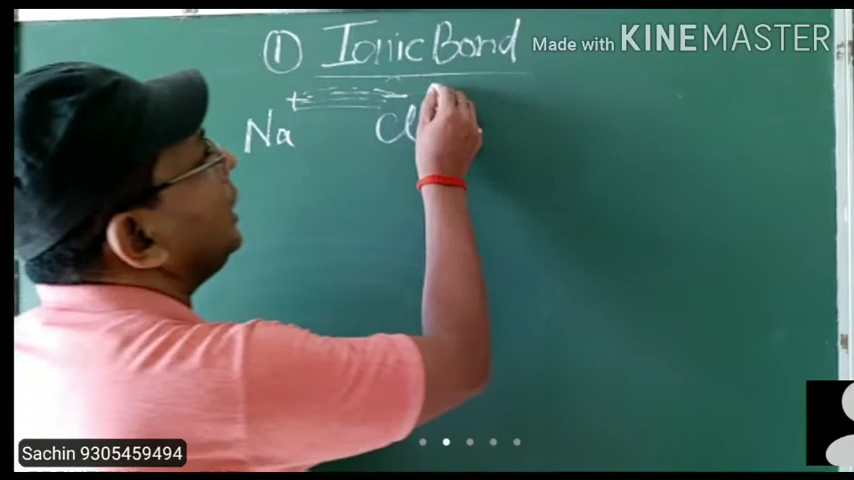 ① Ionic Bond
Made with KINEMASTER
+ -
Na Cl
Sachin 9305459494